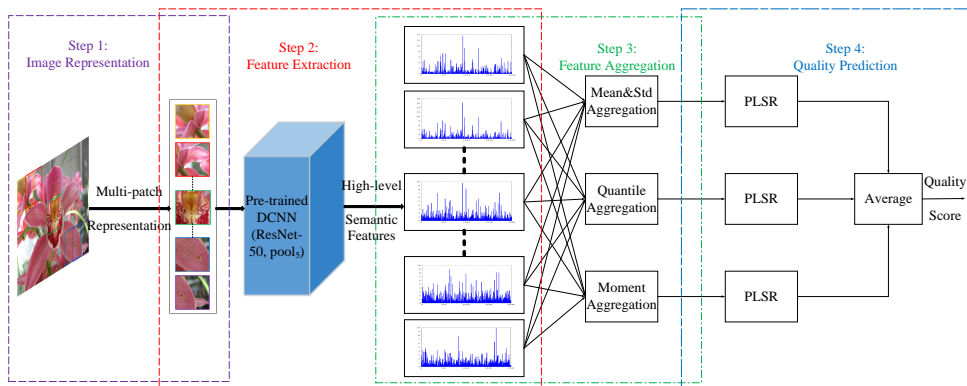 Step 1:
Image Representation
Step 2:
Feature Extraction
Step 3:
Feature Aggregation
Step 4:
Quality Prediction
Multi-patch
Representation
Pre-trained
DCNN
(ResNet-
50, pool5)
High-level
Semantic
Features
Mean&Std
Aggregation
Quantile
Aggregation
Moment
Aggregation
PLSR
PLSR
PLSR
Average
Quality
Score